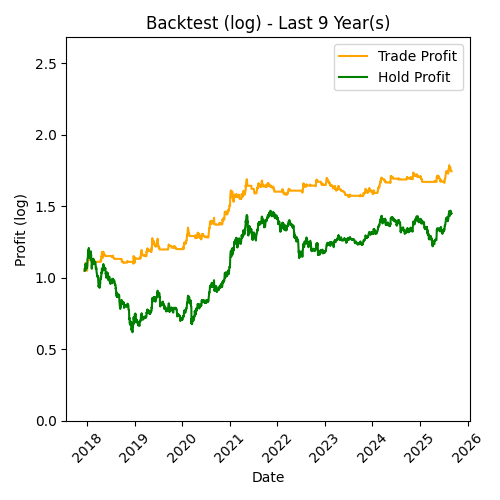 Backtest (log) - Last 9 Year(s)
Trade Profit
Hold Profit
Profit (log)
2.5
2.0
1.5
1.0
0.5
0.0
2018 2019 2020 2021 2022 2023 2024 2025 2026
Date